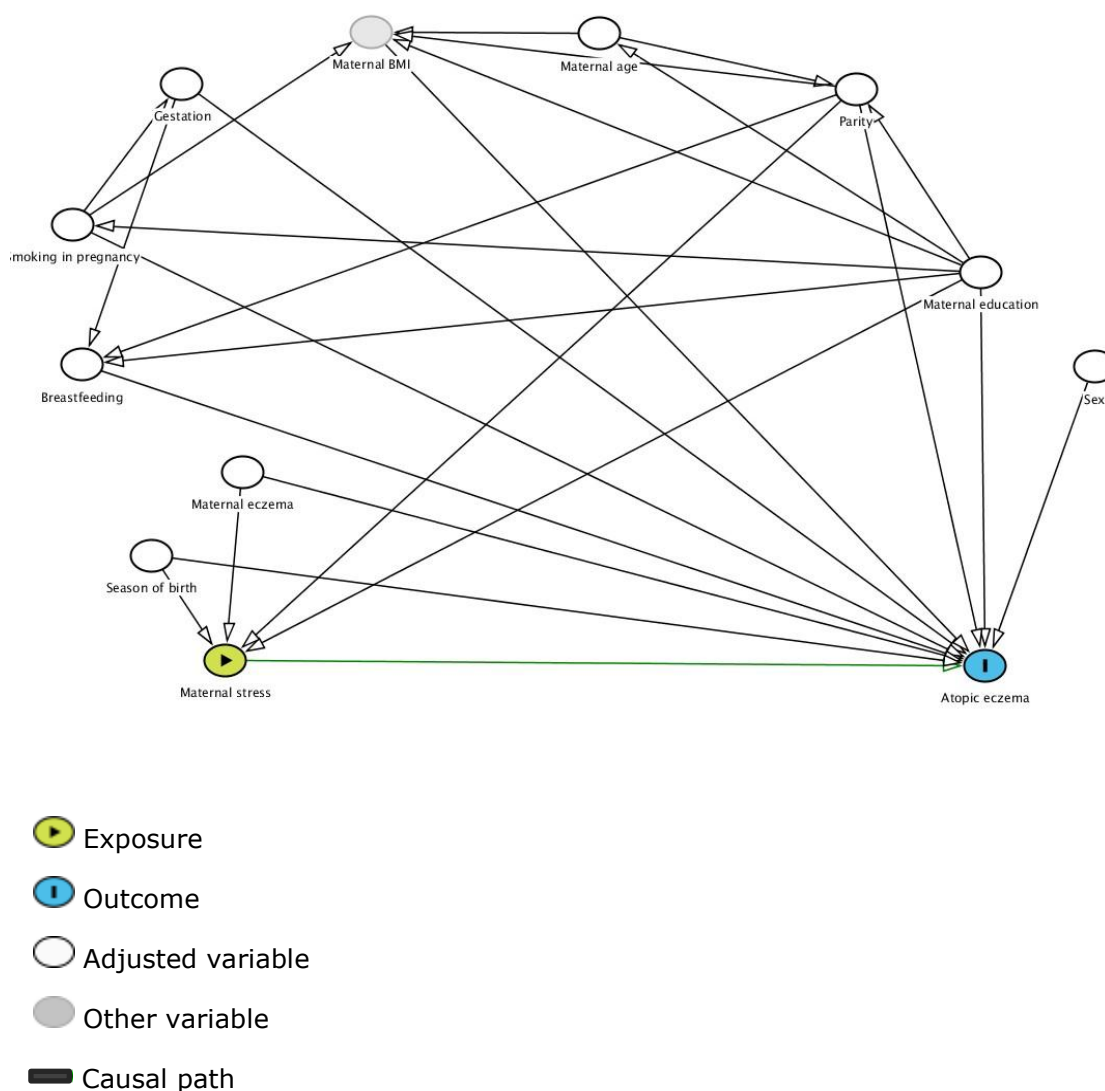 Maternal BMI
Maternal age
Gestation
Parity
moking in pregnancy
Maternal education
Breastfeeding
Sex
Maternal eczema
Season of birth
Maternal stress
Atopic eczema
Exposure
Outcome
Adjusted variable
Other variable
Causal path